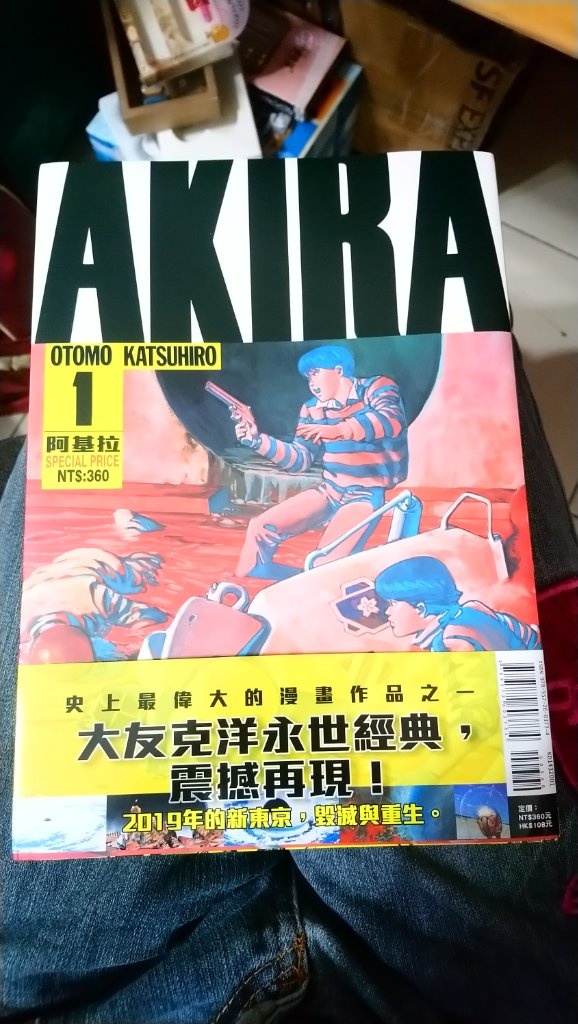 SF EXP
AKIRA
OTOMO KATSUHIRO
1
阿基拉
SPECIAL PRICE
NT$:360
史上最偉大的漫畫作品之一
大友克洋永世經典，
震撼再現！
2019年的新東京，毀滅與重生。
定價：
NT$360元
HK$108元